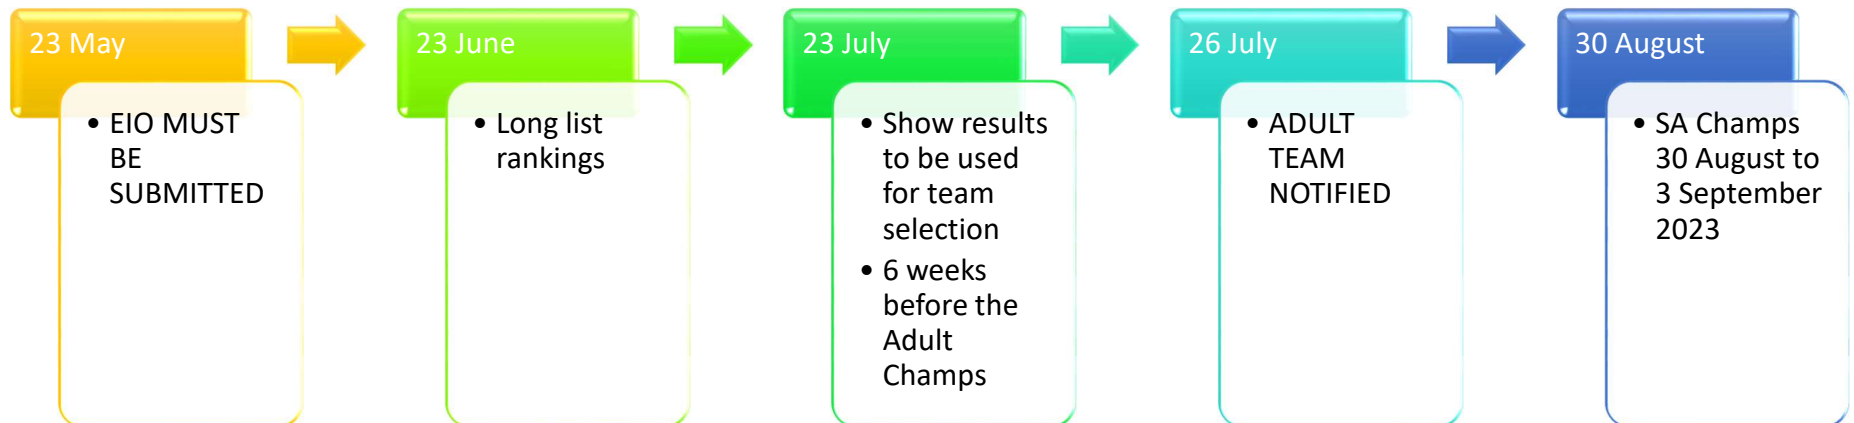 23 May
• EIO MUST
BE
SUBMITTED
23 June
• Long list
rankings
23 July
• Show results
to be used
for team
selection
• 6 weeks
before the
Adult
Champs
26 July
• ADULT
TEAM
NOTIFIED
30 August
• SA Champs
30 August to
3 September
2023